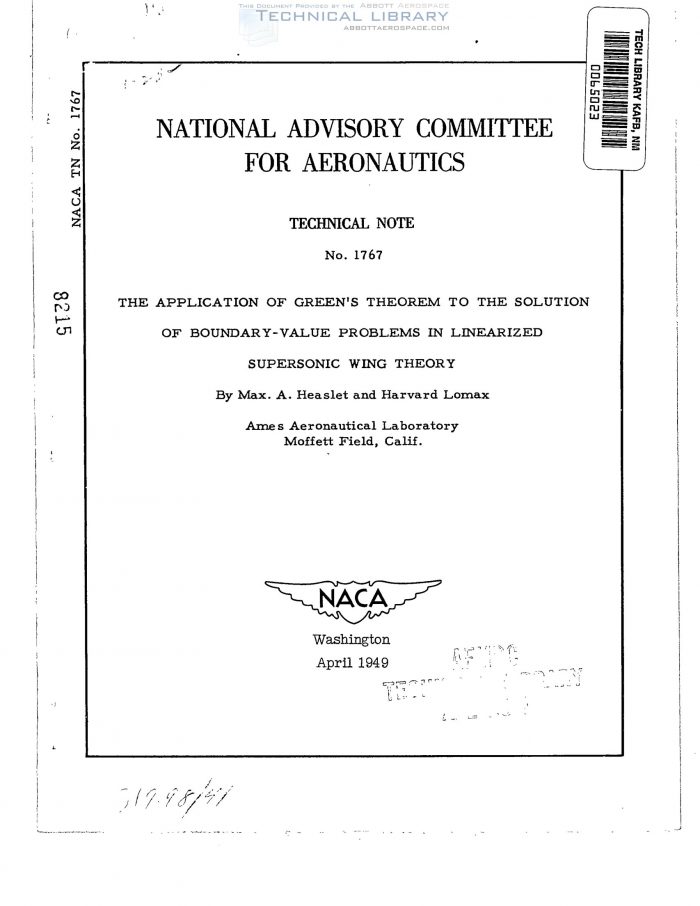 THIS DOCUMENT PROVIDED BY THE ABBOTT AEROSPACE
TECHNICAL LIBRARY
ABBOTTAEROSPACE.COM
TECH LIBRARY KAFB, NM
NACA TN No. 1767
8215
NATIONAL ADVISORY COMMITTEE
FOR AERONAUTICS
TECHNICAL NOTE
No. 1767
THE APPLICATION OF GREEN'S THEOREM TO THE SOLUTION
OF BOUNDARY-VALUE PROBLEMS IN LINEARIZED
SUPERSONIC WING THEORY
By Max. A. Heaslet and Harvard Lomax
Ames Aeronautical Laboratory
Moffett Field, Calif.
NACA
Washington
April 1949